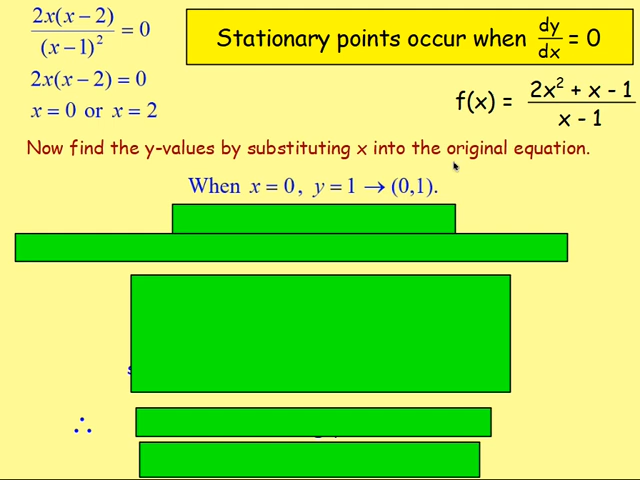 2x(x − 2)/(x − 1)² = 0
2x(x − 2) = 0
x = 0 or x = 2
Stationary points occur when dy/dx = 0
f(x) = (2x² + x - 1)/(x - 1)
Now find the y-values by substituting x into the original equation.
When x = 0, y = 1 → (0,1).
∴